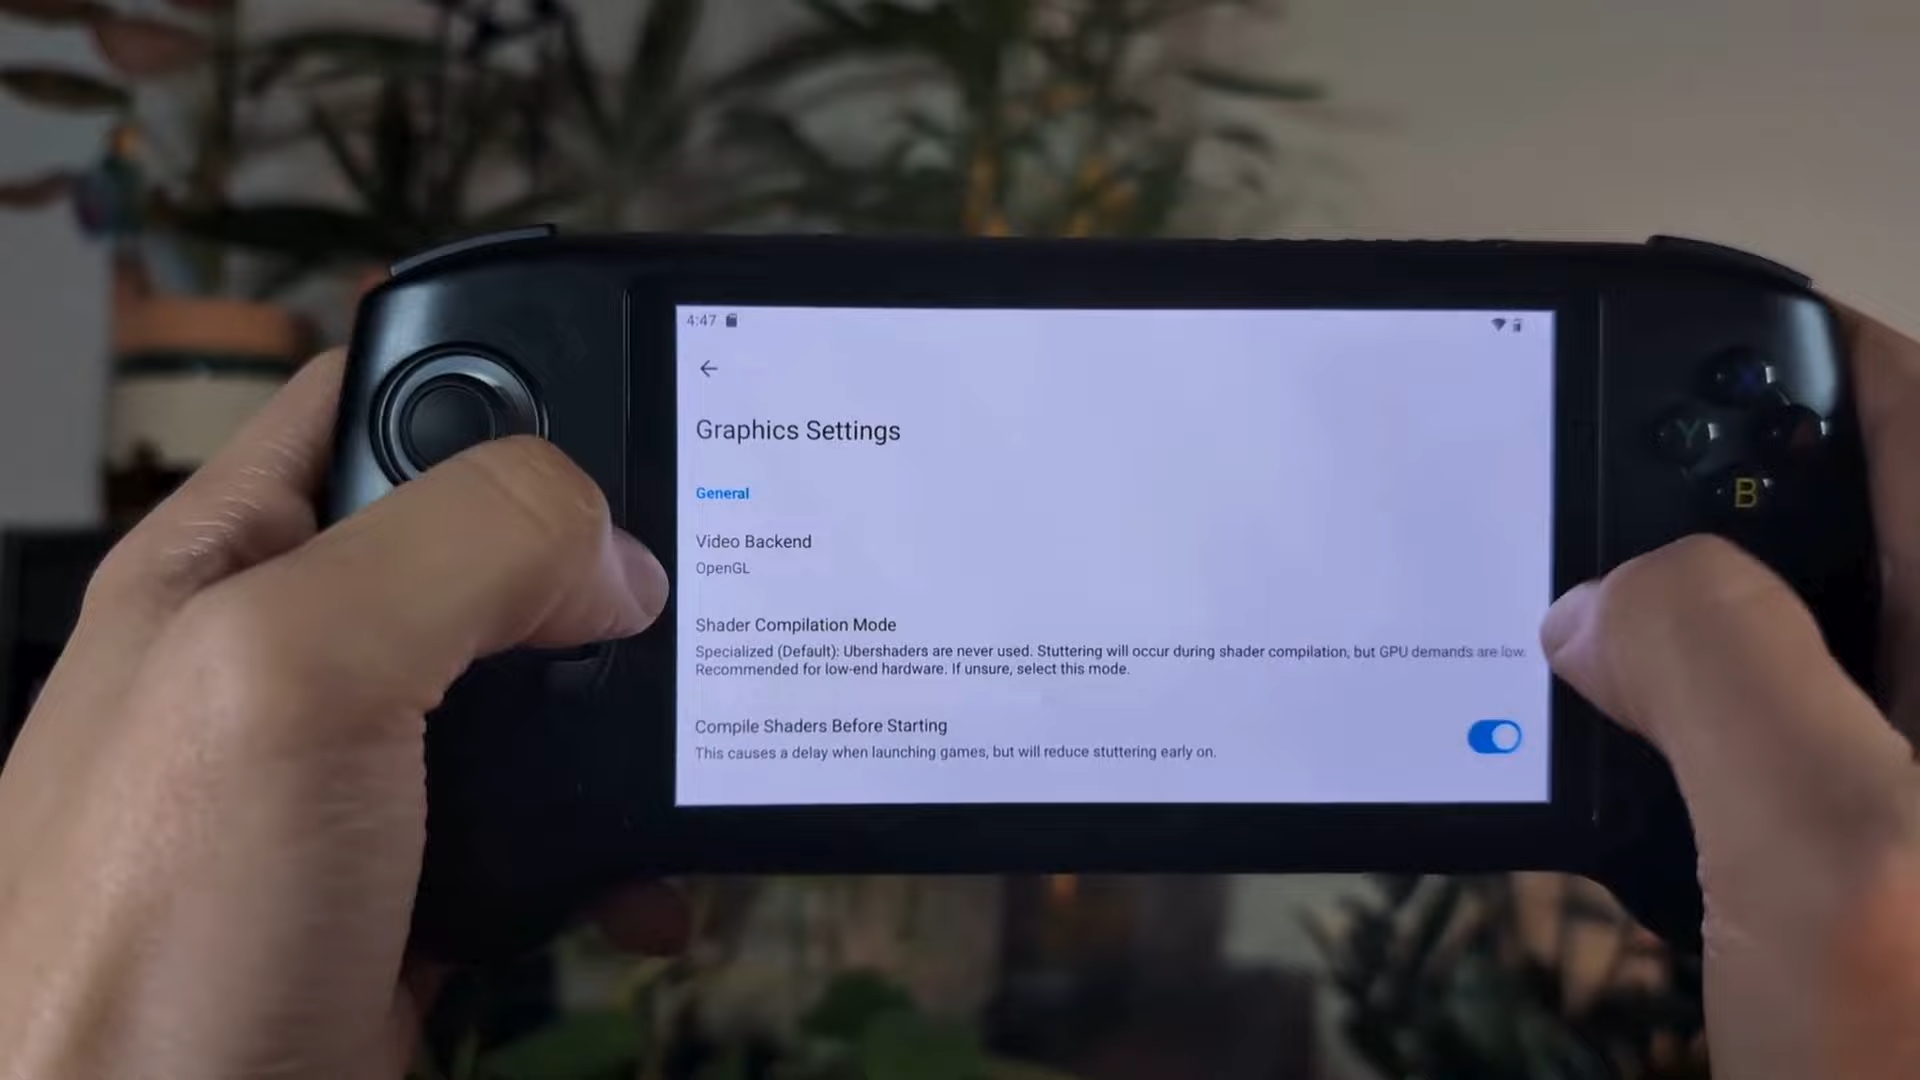 4:47
Graphics Settings
General
Video Backend
OpenGL
Shader Compilation Mode
Specialized (Default): Ubershaders are never used. Stuttering will occur during shader compilation, but GPU demands are low.
Recommended for low-end hardware. If unsure, select this mode.
Compile Shaders Before Starting
This causes a delay when launching games, but will reduce stuttering early on.
X
Y
A
B